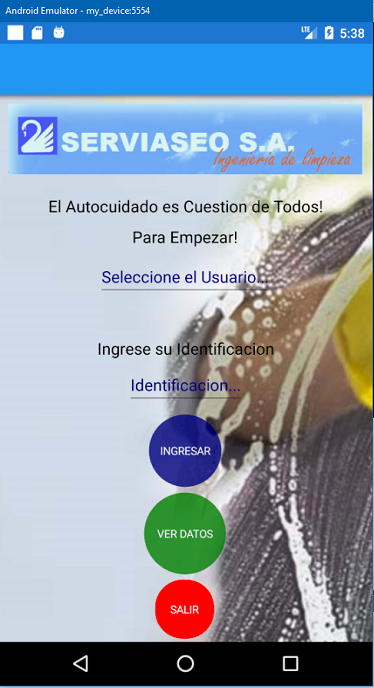 Android Emulator - my_device:5554
LTE 5:38
SERVIASEO S.A.
Ingeniería de limpieza
El Autocuidado es Cuestion de Todos!
Para Empezar!
Seleccione el Usuario...
Ingrese su Identificacion
Identificacion...
INGRESAR
VER DATOS
SALIR